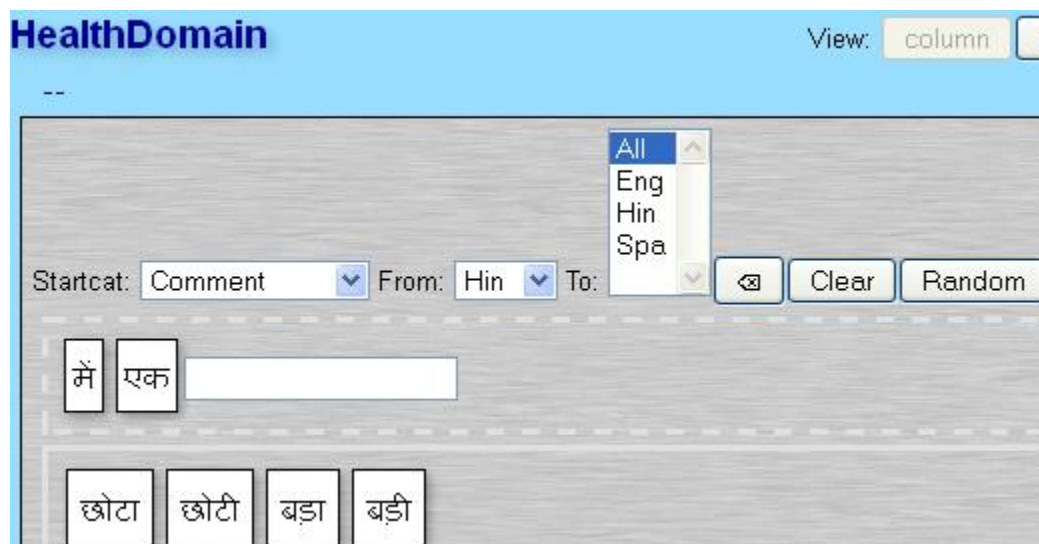 HealthDomain View: column
--
All
Eng
Hin
Spa
Startcat: Comment From: Hin To: ⌫ Clear Random
में एक
छोटा छोटी बड़ा बड़ी